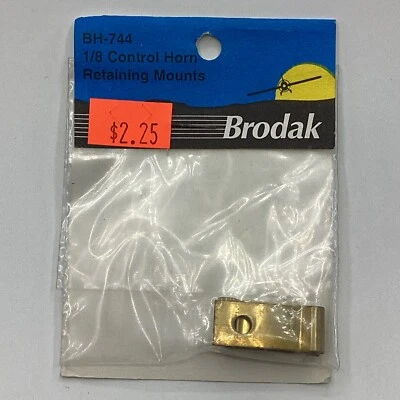 BH-744
1/8 Control Horn
Retaining Mounts
$2.25
Brodak